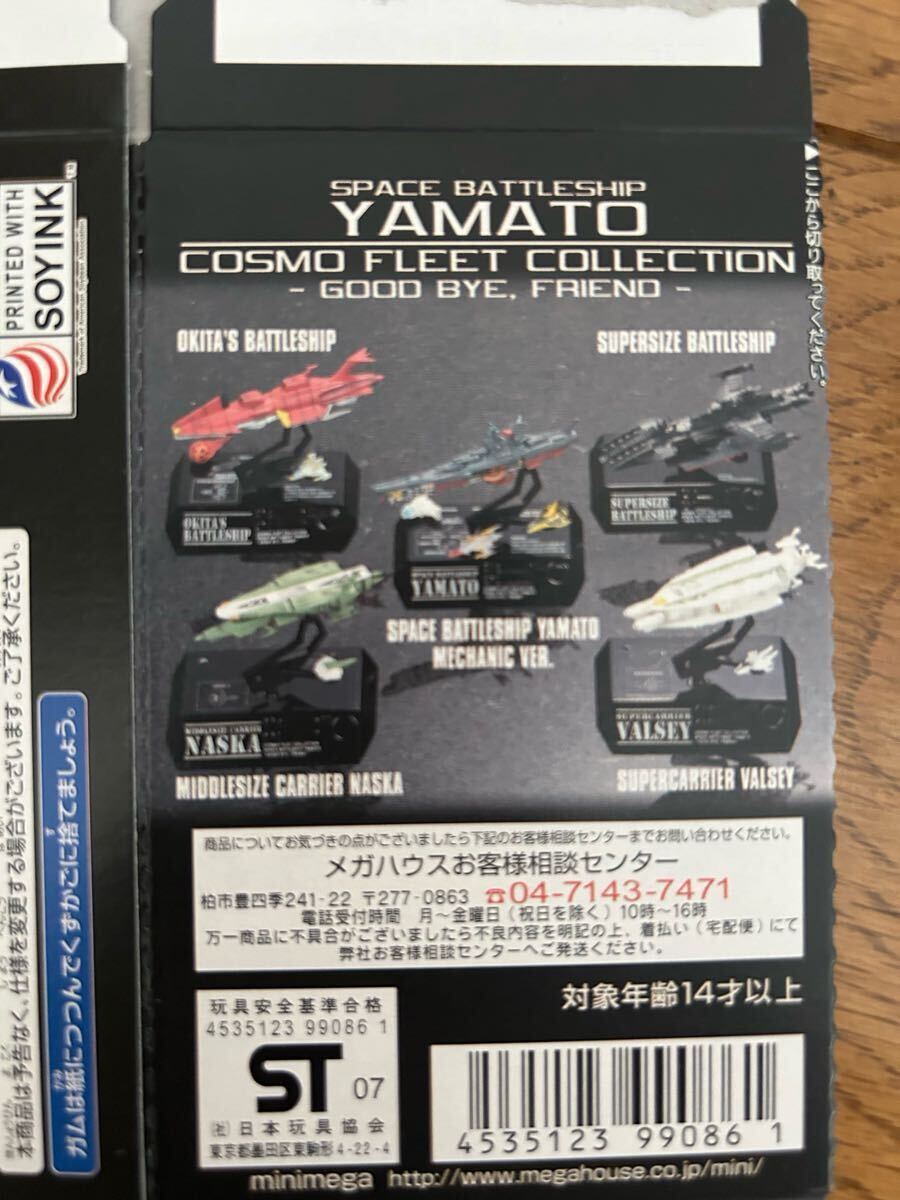 SPACE BATTLESHIP
YAMATO
COSMO FLEET COLLECTION
- GOOD BYE, FRIEND -
OKITA'S BATTLESHIP
SUPERSIZE BATTLESHIP
OKITA'S
BATTLESHIP
SUPERSIZE
BATTLESHIP
SPACE BATTLESHIP
YAMATO
SPACE BATTLESHIP YAMATO
MECHANIC VER.
MIDDLESIZE CARRIER
NASKA
SUPERCARRIER
VALSEY
MIDDLESIZE CARRIER NASKA
SUPERCARRIER VALSEY
商品についてお気づきの点がございましたら下記のお客様相談センターまでお問い合わせください。
メガハウスお客様相談センター
柏市豊四季241-22 〒277-0863 ☎04-7143-7471
電話受付時間 月～金曜日(祝日を除く)10時～16時
万一商品に不具合がございましたら不良内容を明記の上、着払い(宅配便)にて
弊社お客様相談センターへご発送ください。
対象年齢14才以上
玩具安全基準合格
4535123 99086 1
ST 07
(社)日本玩具協会
東京都墨田区東駒形4-22-4
4535123 990861
minimega http://www.megahouse.co.jp/mini/
▶ここから切り取ってください。
PRINTED WITH
SOYINK™
Trademark of American Soybean Association
本商品は予告なく、仕様を変更する場合がございます。ご了承ください。
ガムは紙につつんでくずかごに捨てましょう。